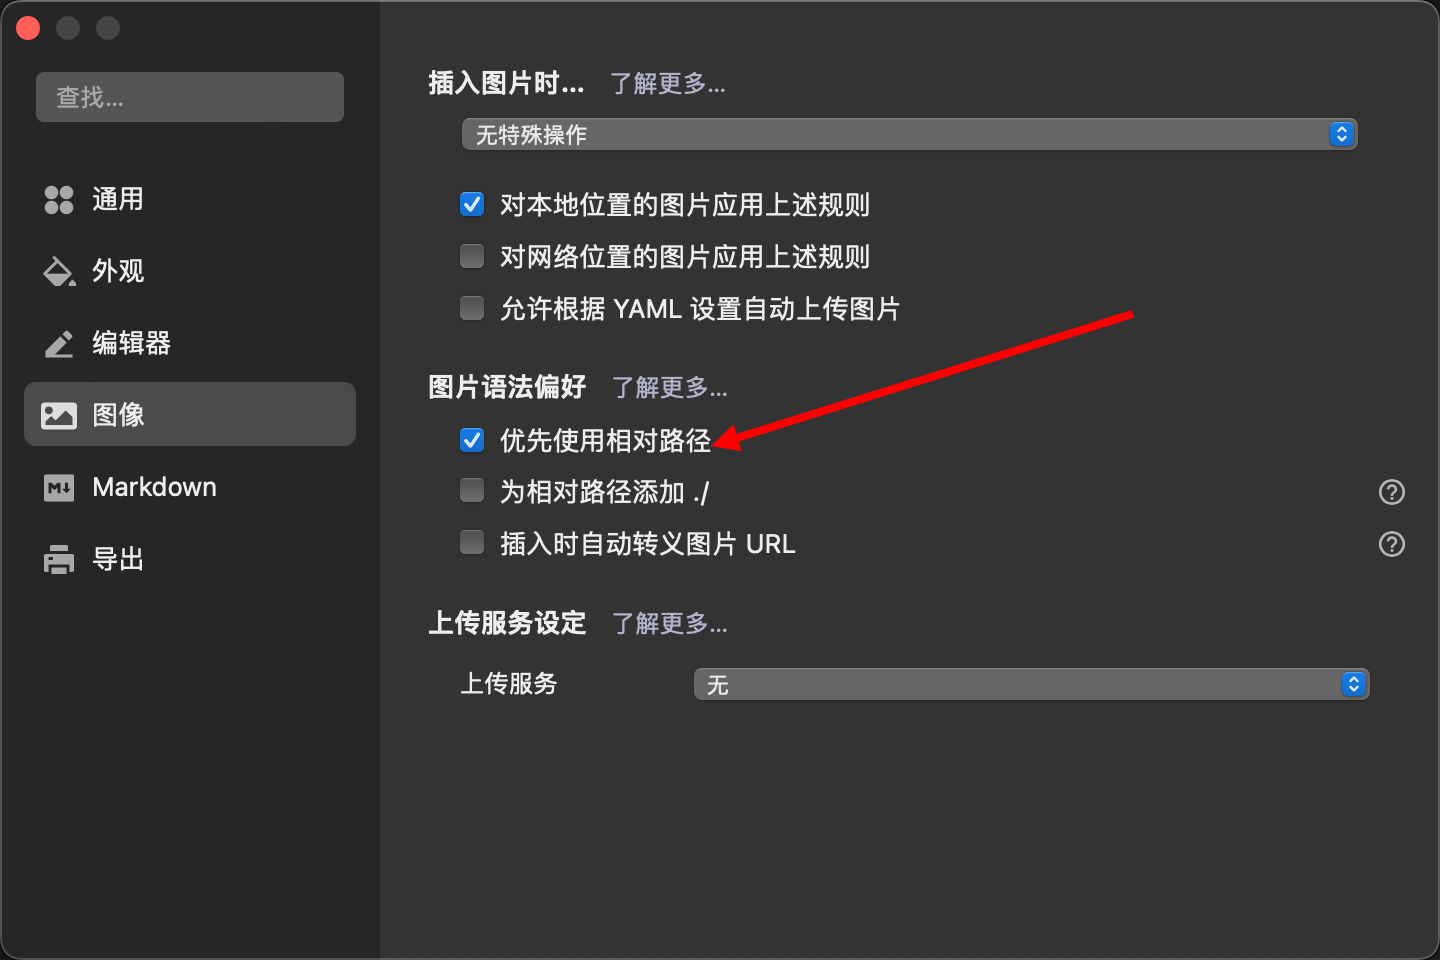 查找...
通用
外观
编辑器
图像
Markdown
导出
插入图片时... 了解更多...
无特殊操作
对本地位置的图片应用上述规则
对网络位置的图片应用上述规则
允许根据 YAML 设置自动上传图片
图片语法偏好 了解更多...
优先使用相对路径
为相对路径添加 ./
插入时自动转义图片 URL
上传服务设定 了解更多...
上传服务 无